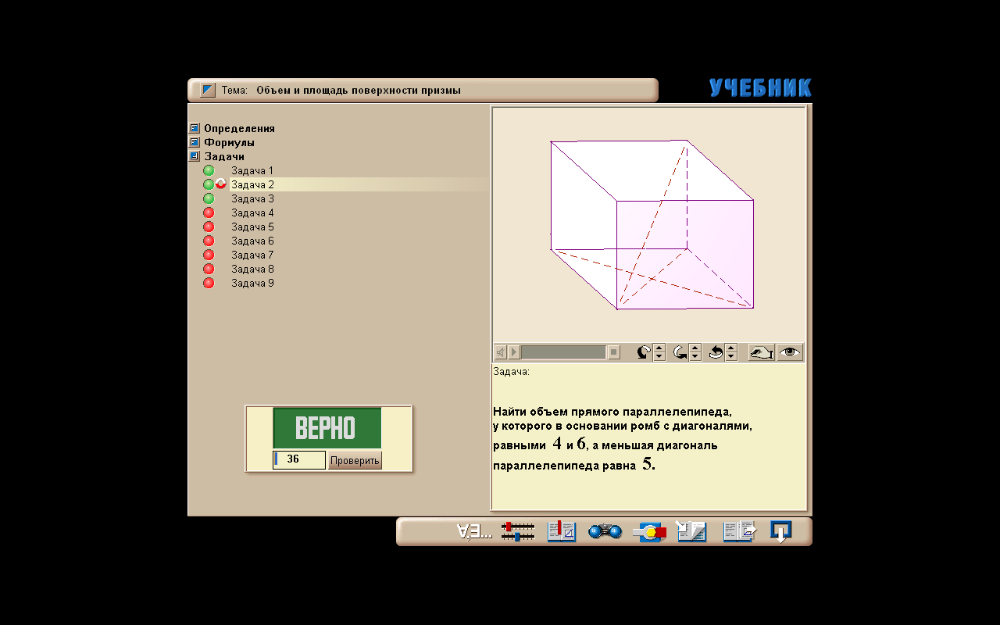 Тема: Объем и площадь поверхности призмы
УЧЕБНИК
Определения
Формулы
Задачи
Задача 1
Задача 2
Задача 3
Задача 4
Задача 5
Задача 6
Задача 7
Задача 8
Задача 9
ВЕРНО
36
Проверить
Задача:
Найти объем прямого параллелепипеда,
у которого в основании ромб с диагоналями,
равными 4 и 6, а меньшая диагональ
параллелепипеда равна 5.
∀,∃...